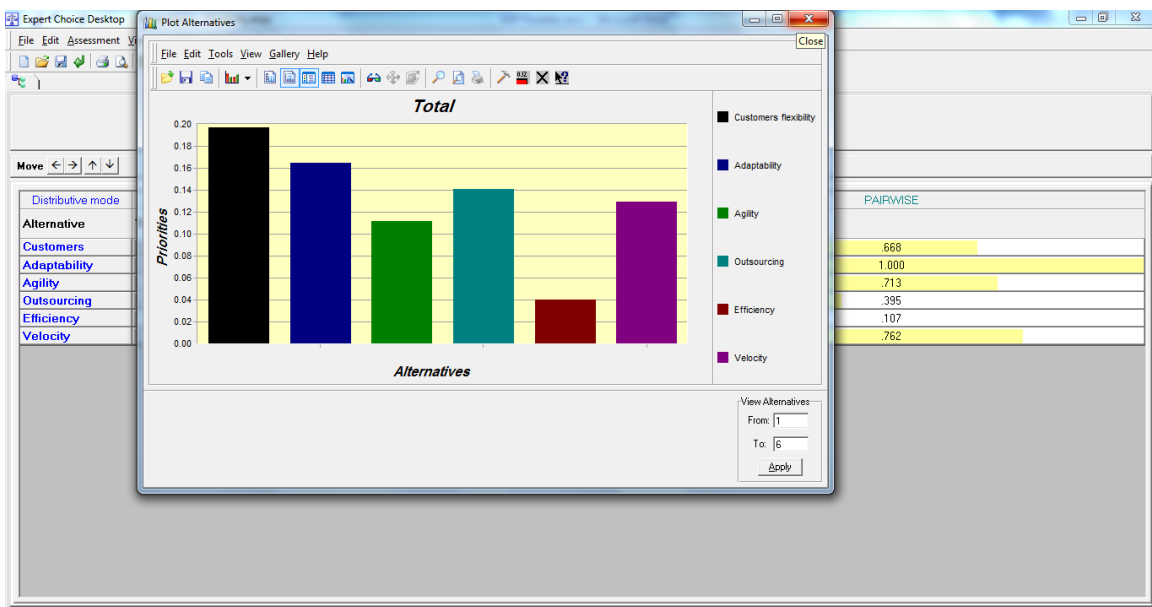 Expert Choice Desktop
File Edit Assessment Vi
Plot Alternatives
Close
File Edit Tools View Gallery Help
Total
0.20
0.18
0.16
0.14
0.12
0.10
0.08
0.06
0.04
0.02
0.00
Priorities
Alternatives
Customers flexibility
Adaptability
Agility
Outsourcing
Efficiency
Velocity
View Alternatives
From: 1
To: 6
Apply
Move
Distributive mode
PAIRWISE
Alternative
Customers .668
Adaptability 1.000
Agility .713
Outsourcing .395
Efficiency .107
Velocity .762